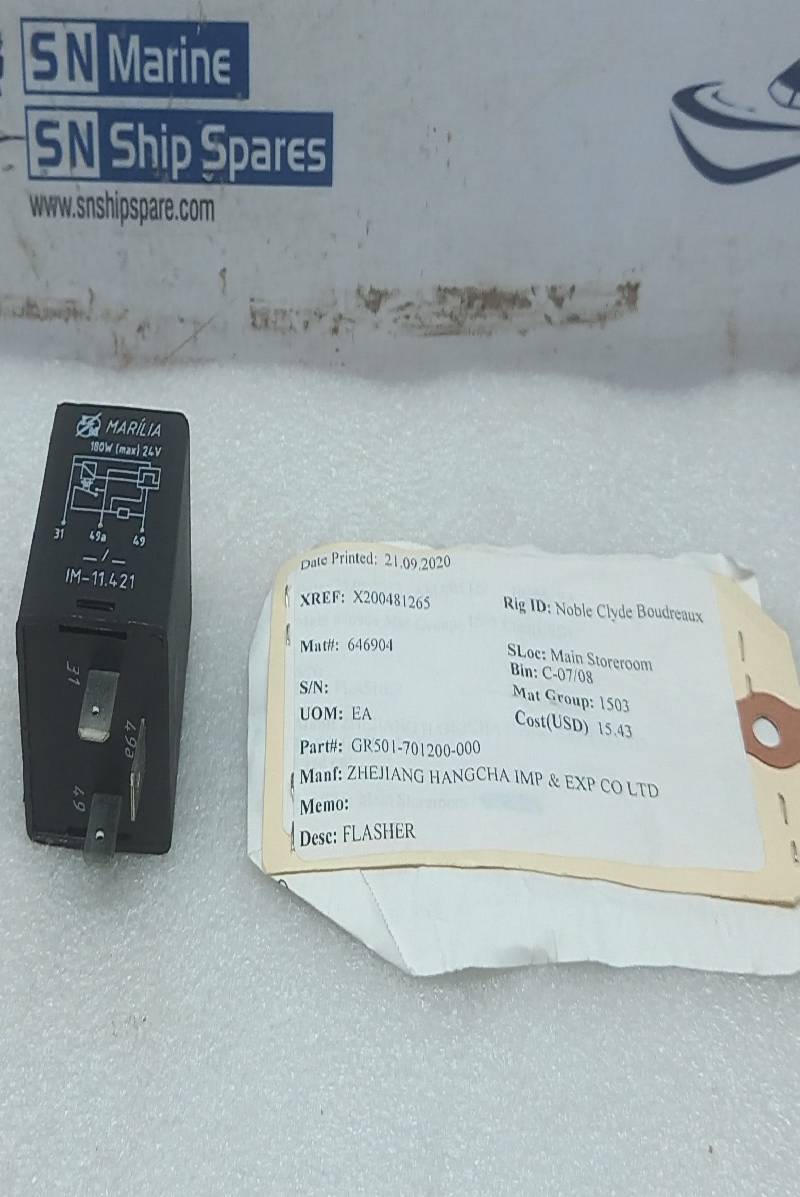 SN Marine
SN Ship Spares
www.snshipspare.com
MARÍLIA
180W (max) 24V
31 49a 49
_/_
IM-11.421
31
49a
49
Date Printed: 21.09.2020
XREF: X200481265
Rig ID: Noble Clyde Boudreaux
Mat#: 646904
SLoc: Main Storeroom
Bin: C-07/08
S/N:
Mat Group: 1503
UOM: EA
Cost(USD) 15.43
Part#: GR501-701200-000
Manf: ZHEJIANG HANGCHA IMP & EXP CO LTD
Memo:
Desc: FLASHER